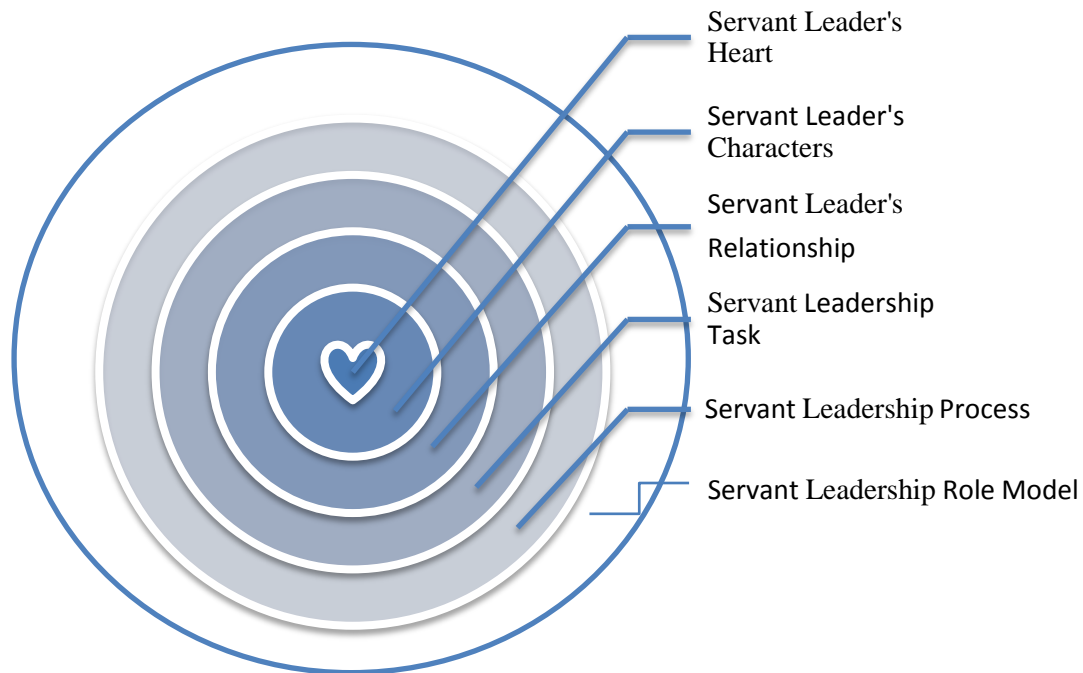 Servant Leader's
Heart
Servant Leader's
Characters
Servant Leader's
Relationship
Servant Leadership
Task
Servant Leadership Process
Servant Leadership Role Model